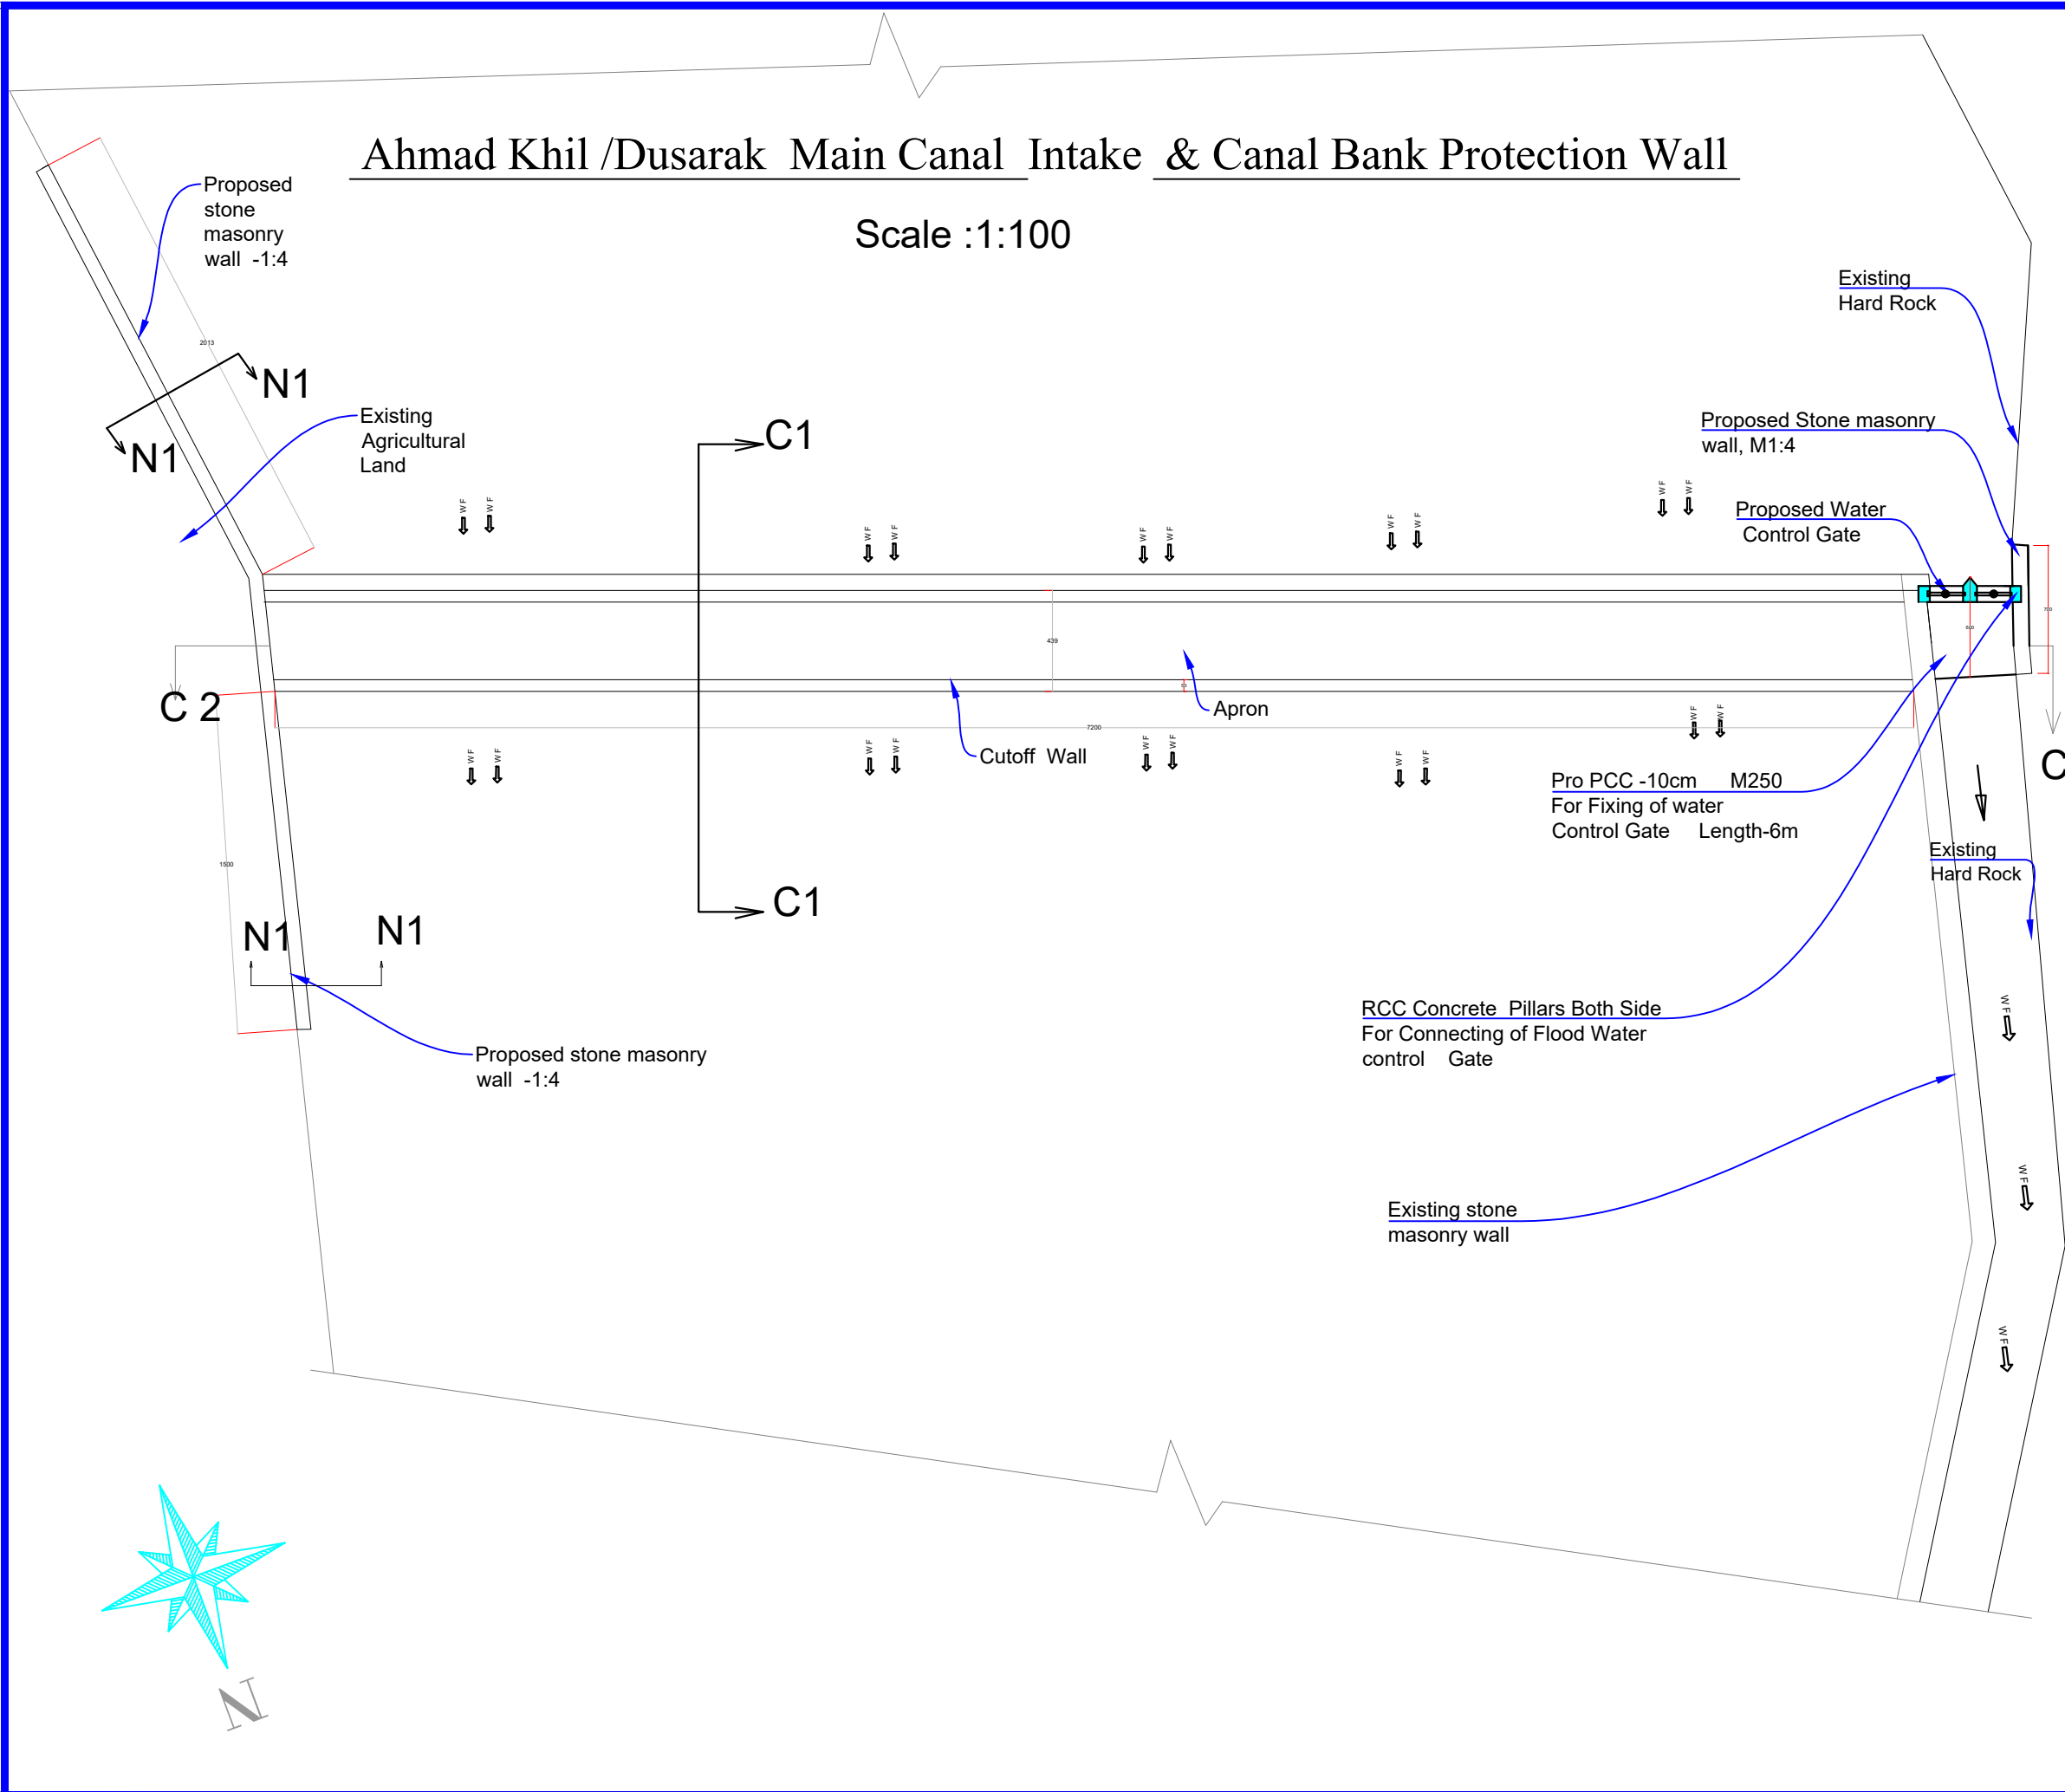 Ahmad Khil /Dusarak Main Canal Intake & Canal Bank Protection Wall
Scale :1:100
Proposed
stone
masonry
wall -1:4
2013
N1
N1
Existing
Agricultural
Land
C1
Existing
Hard Rock
Proposed Stone masonry
wall, M1:4
Proposed Water
Control Gate
W F
W F
W F
W F
W F
W F
W F
W F
W F
W F
439
C 2
Apron
7200
Cutoff Wall
W F
W F
W F
W F
W F
W F
W F
W F
W F
W F
C
Pro PCC -10cm M250
For Fixing of water
Control Gate Length-6m
Existing
Hard Rock
1500
C1
N1
N1
RCC Concrete Pillars Both Side
For Connecting of Flood Water
control Gate
W F
Proposed stone masonry
wall -1:4
W F
Existing stone
masonry wall
W F
N